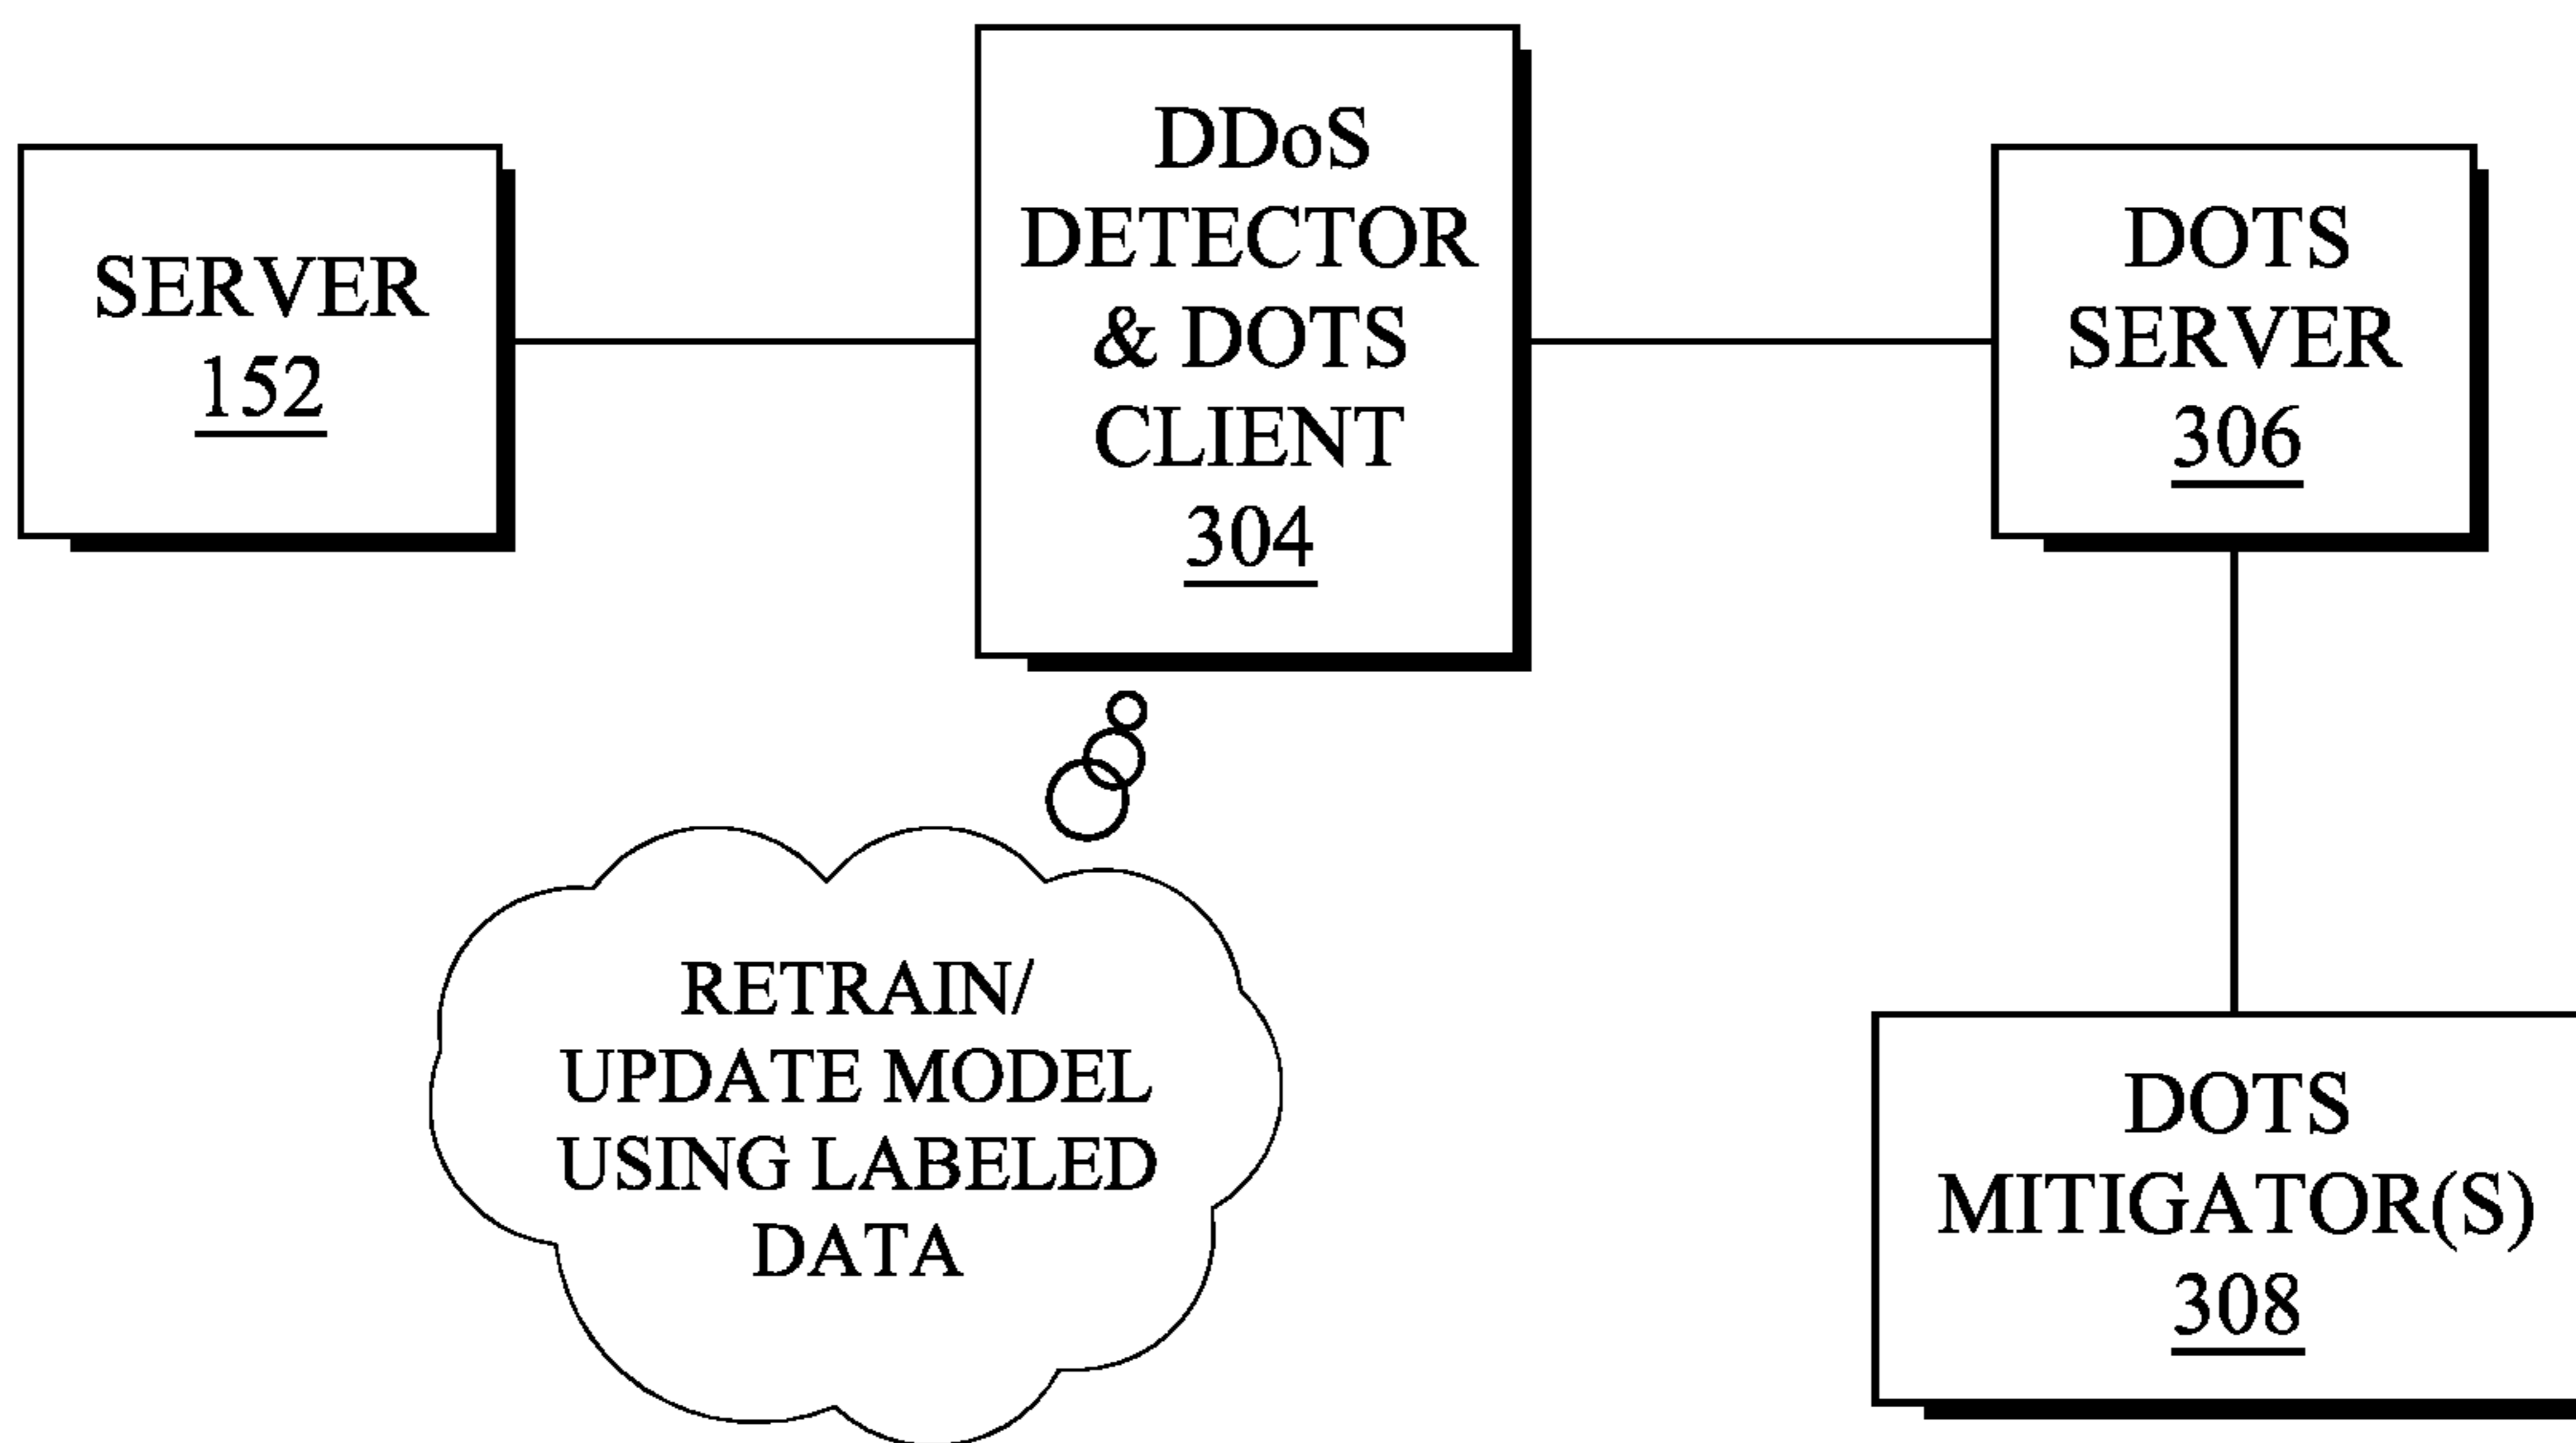 SERVER
152
DDoS
DETECTOR
& DOTS
CLIENT
304
DOTS
SERVER
306
RETRAIN/
UPDATE MODEL
USING LABELED
DATA
DOTS
MITIGATOR(S)
308